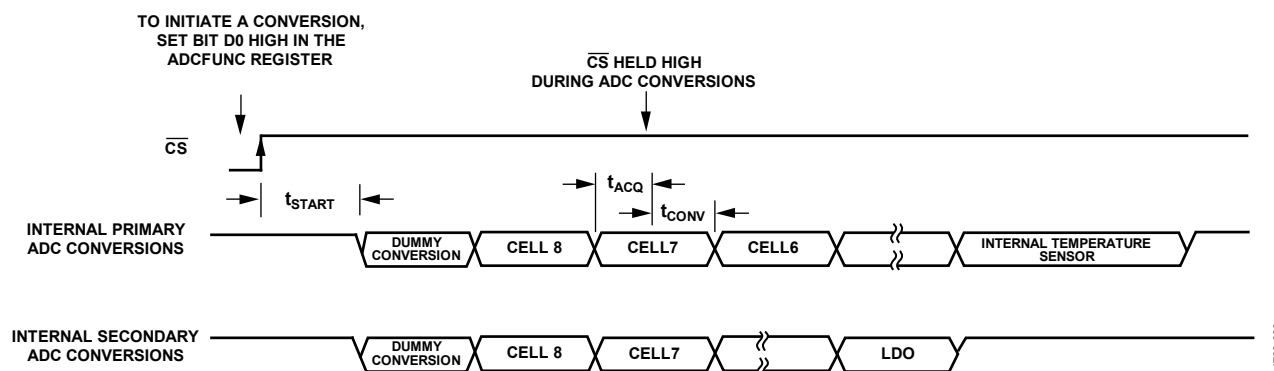 TO INITIATE A CONVERSION,
SET BIT D0 HIGH IN THE
ADCFUNC REGISTER
CS HELD HIGH
DURING ADC CONVERSIONS
CS
tSTART
tACQ
tCONV
INTERNAL PRIMARY
ADC CONVERSIONS
DUMMY
CONVERSION
CELL 8
CELL7
CELL6
INTERNAL TEMPERATURE
SENSOR
INTERNAL SECONDARY
ADC CONVERSIONS
DUMMY
CONVERSION
CELL 8
CELL7
LDO